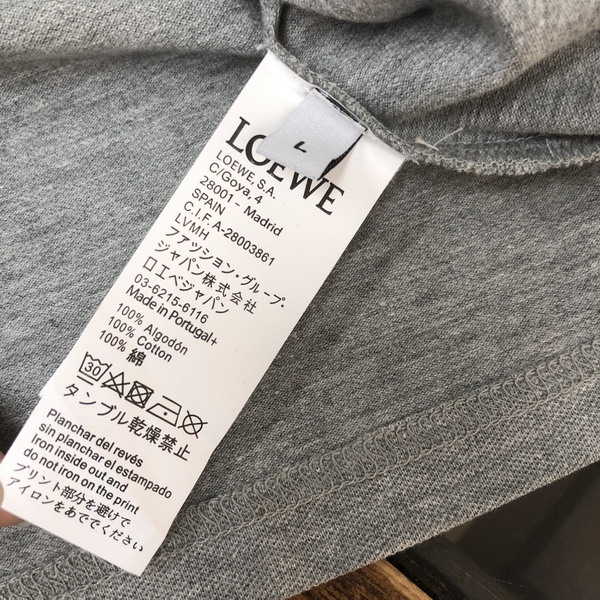 L
LOEWE
LOEWE, S.A.
C/Goya, 4
28001 - Madrid
SPAIN
C.I.F. A-28003861
LVMH
ファッション・グループ・
ジャパン株式会社
ロエベジャパン
03-6215-6116
Made in Portugal+
100% Algodón
100% Cotton
100% 綿
30
タンブル乾燥禁止
Planchar del revés
sin planchar el estampado
Iron inside out and
do not iron on the print
プリント部分を避けて
アイロンをあででください